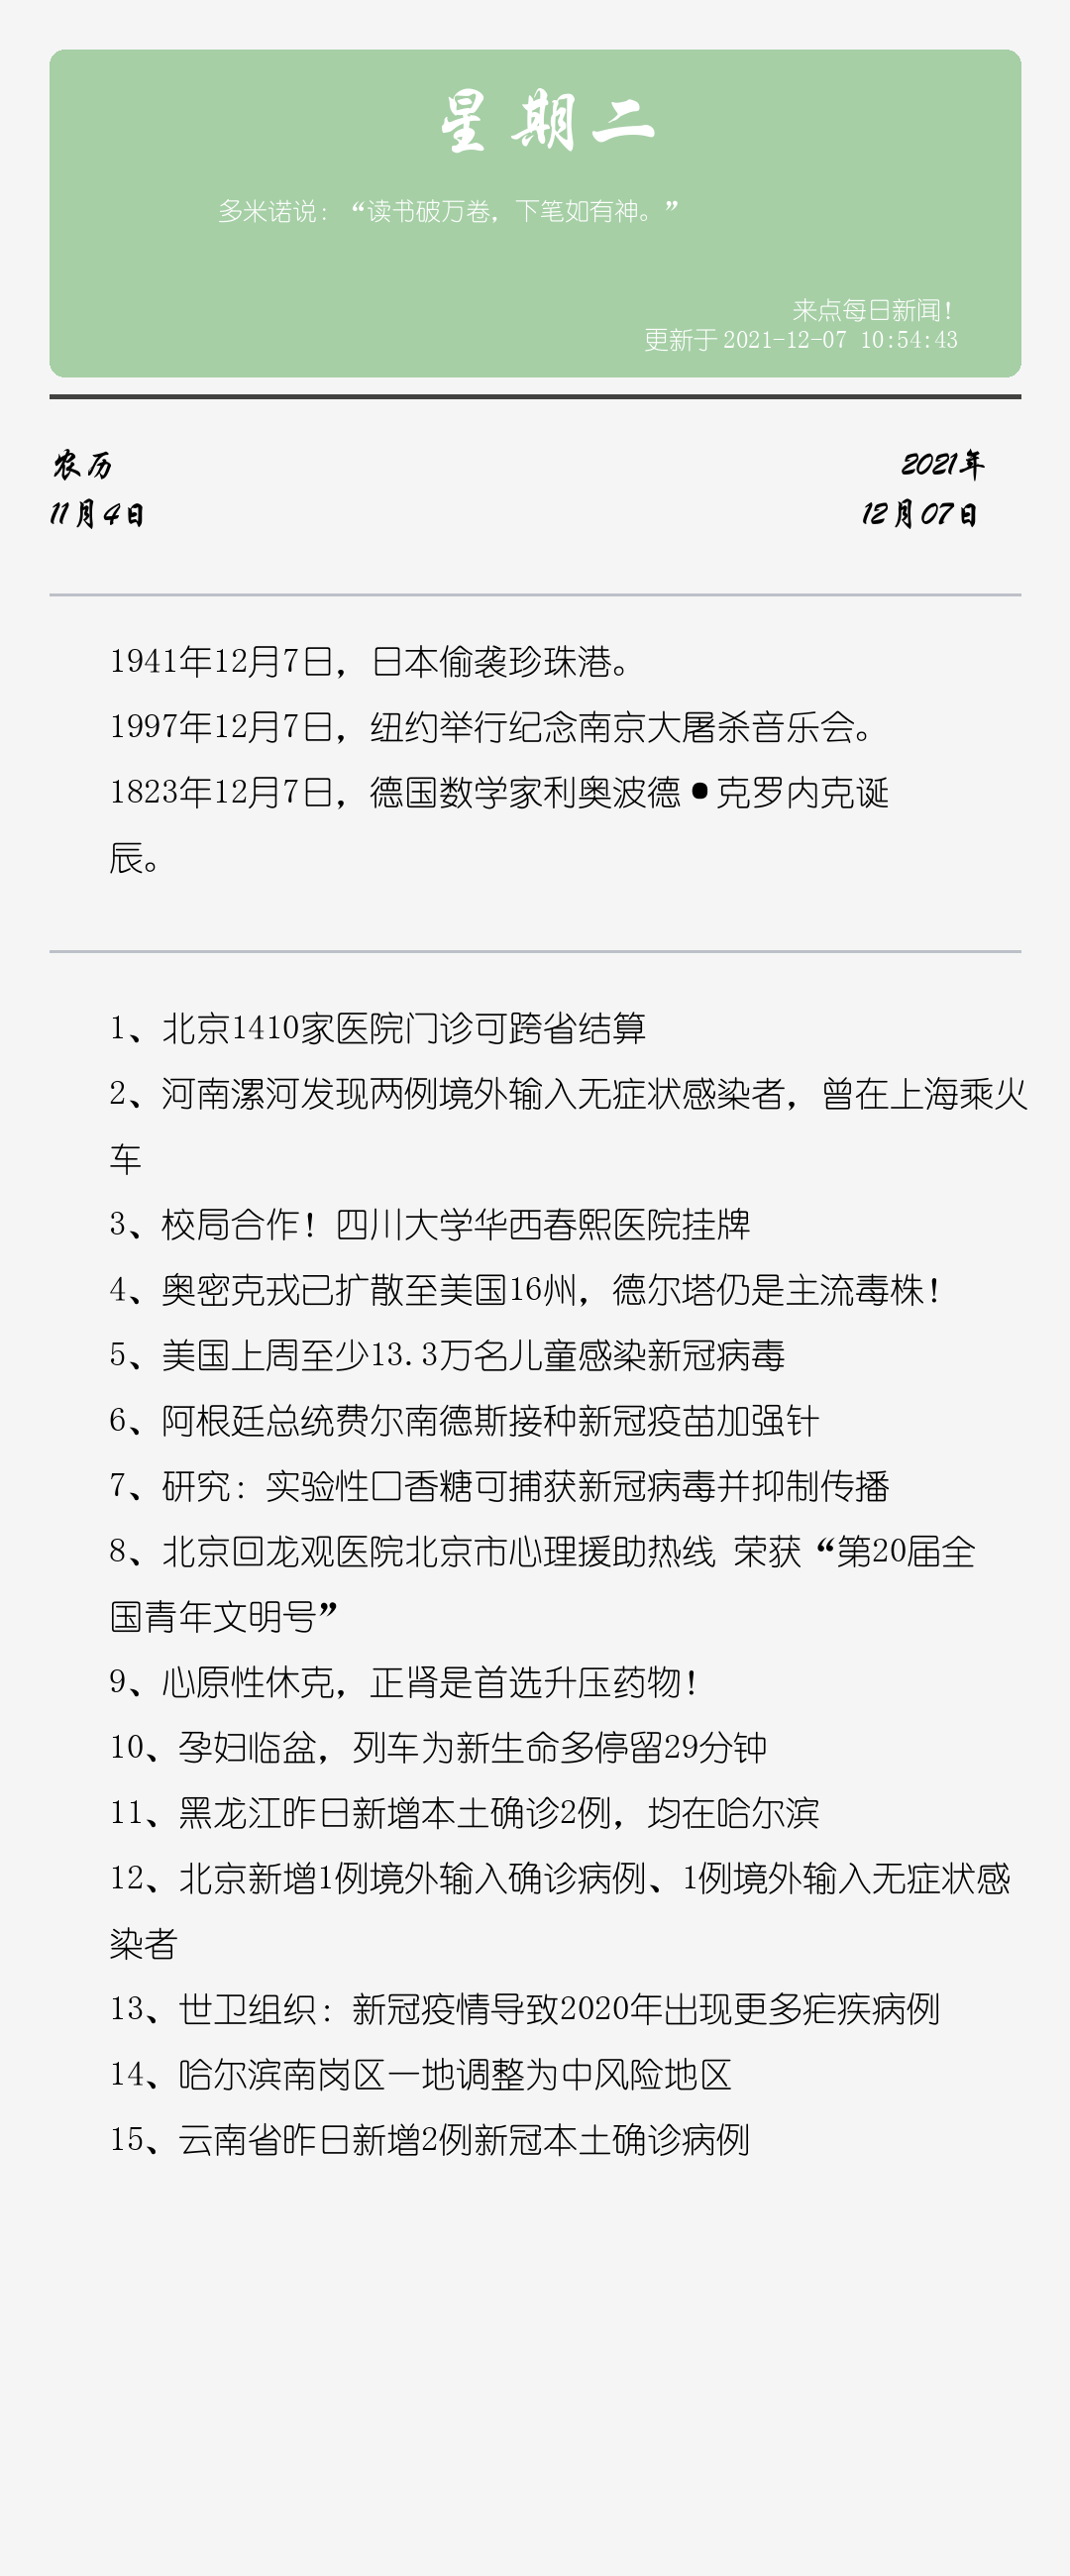 星期二
多米诺说：“读书破万卷，下笔如有神。”
来点每日新闻！
更新于 2021-12-07 10:54:43
农历
2021年
11月4日
12月07日
1941年12月7日，日本偷袭珍珠港。
1997年12月7日，纽约举行纪念南京大屠杀音乐会。
1823年12月7日，德国数学家利奥波德•克罗内克诞
辰。
1、北京1410家医院门诊可跨省结算
2、河南漯河发现两例境外输入无症状感染者，曾在上海乘火
车
3、校局合作！四川大学华西春熙医院挂牌
4、奥密克戎已扩散至美国16州，德尔塔仍是主流毒株！
5、美国上周至少13.3万名儿童感染新冠病毒
6、阿根廷总统费尔南德斯接种新冠疫苗加强针
7、研究：实验性口香糖可捕获新冠病毒并抑制传播
8、北京回龙观医院北京市心理援助热线 荣获“第20届全
国青年文明号”
9、心原性休克，正肾是首选升压药物！
10、孕妇临盆，列车为新生命多停留29分钟
11、黑龙江昨日新增本土确诊2例，均在哈尔滨
12、北京新增1例境外输入确诊病例、1例境外输入无症状感
染者
13、世卫组织：新冠疫情导致2020年出现更多疟疾病例
14、哈尔滨南岗区一地调整为中风险地区
15、云南省昨日新增2例新冠本土确诊病例